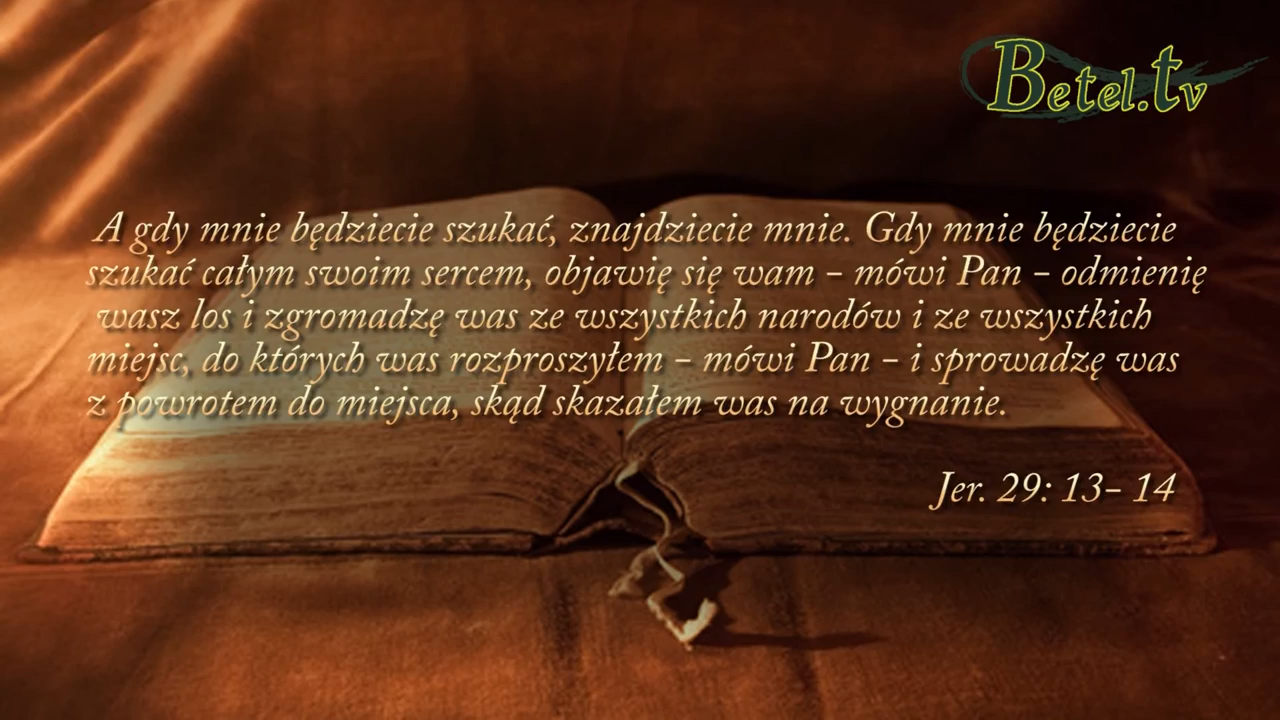 Betel.tv
A gdy mnie będziecie szukać, znajdziecie mnie. Gdy mnie będziecie
szukać całym swoim sercem, objawię się wam - mówi Pan - odmienię
wasz los i zgromadzę was ze wszystkich narodów i ze wszystkich
miejsc, do których was rozproszyłem - mówi Pan - i sprowadzę was
z powrotem do miejsca, skąd skazałem was na wygnanie.
Jer. 29: 13- 14